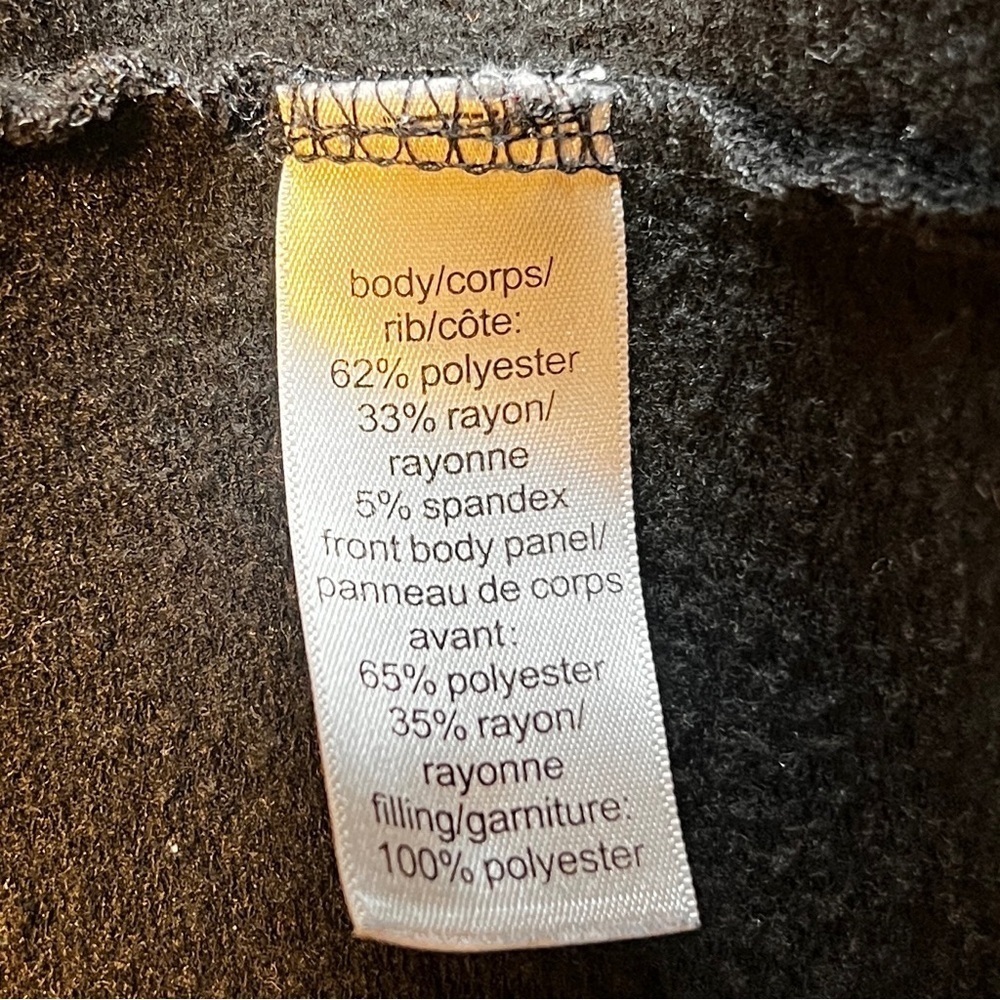 body/corps/
rib/côte:
62% polyester
33% rayon/
rayonne
5% spandex
front body panel/
panneau de corps
avant:
65% polyester
35% rayon/
rayonne
filling/garniture:
100% polyester